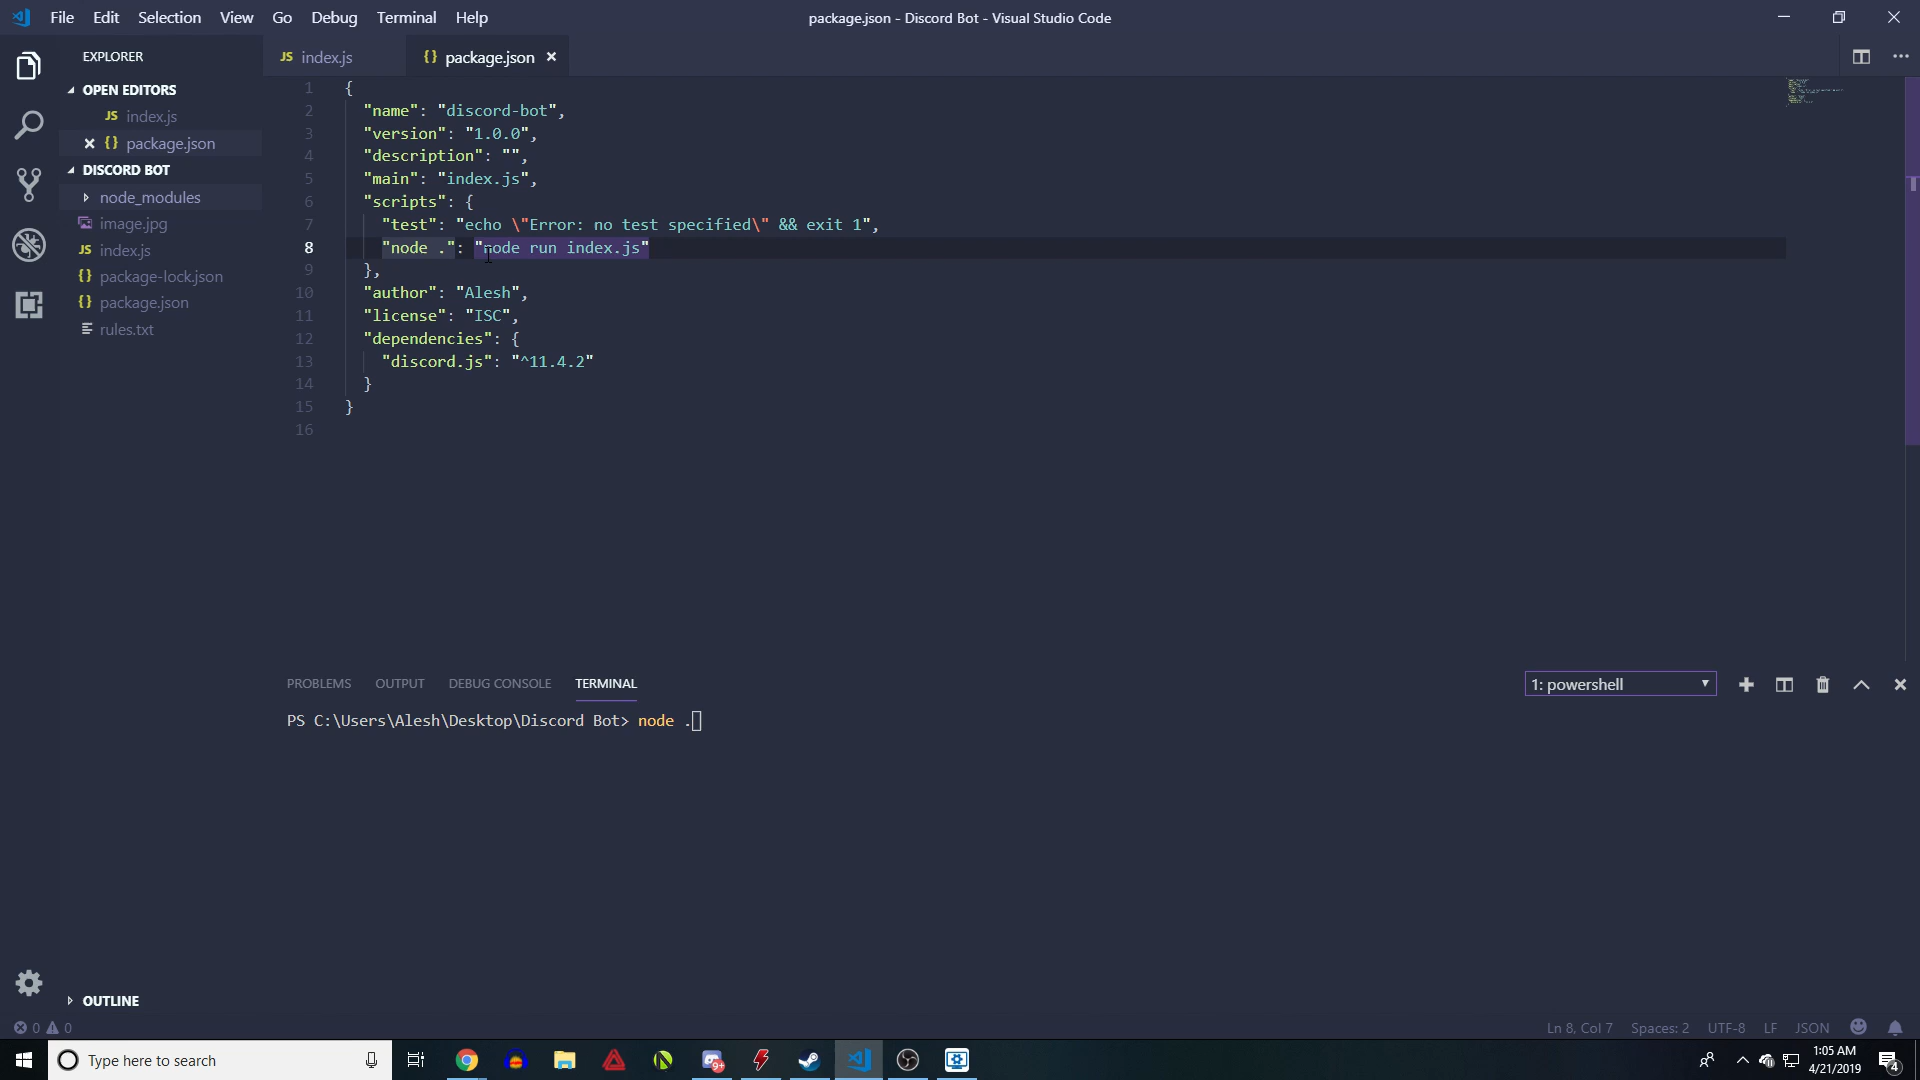 File Edit Selection View Go Debug Terminal Help
package.json - Discord Bot - Visual Studio Code
EXPLORER
OPEN EDITORS
JS index.js
{} package.json
DISCORD BOT
node_modules
image.jpg
JS index.js
{} package-lock.json
{} package.json
rules.txt
OUTLINE
JS index.js
{} package.json
1 {
2 "name": "discord-bot",
3 "version": "1.0.0",
4 "description": "",
5 "main": "index.js",
6 "scripts": {
7 "test": "echo \"Error: no test specified\" && exit 1",
8 "node .": "node run index.js"
9 },
10 "author": "Alesh",
11 "license": "ISC",
12 "dependencies": {
13 "discord.js": "^11.4.2"
14 }
15 }
16
PROBLEMS OUTPUT DEBUG CONSOLE TERMINAL
1: powershell
PS C:\Users\Alesh\Desktop\Discord Bot> node .
0 0
Ln 8, Col 7 Spaces: 2 UTF-8 LF JSON
Type here to search
9+
1:05 AM
4/21/2019
4